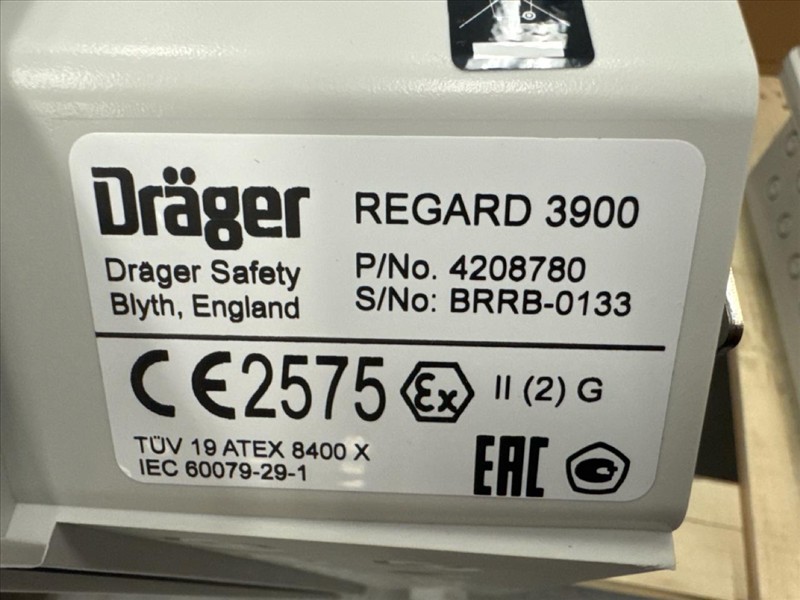 Dräger
REGARD 3900
Dräger Safety
Blyth, England
P/No. 4208780
S/No: BRRB-0133
CE2575 Ex II (2) G
TÜV 19 ATEX 8400 X
IEC 60079-29-1
EAC